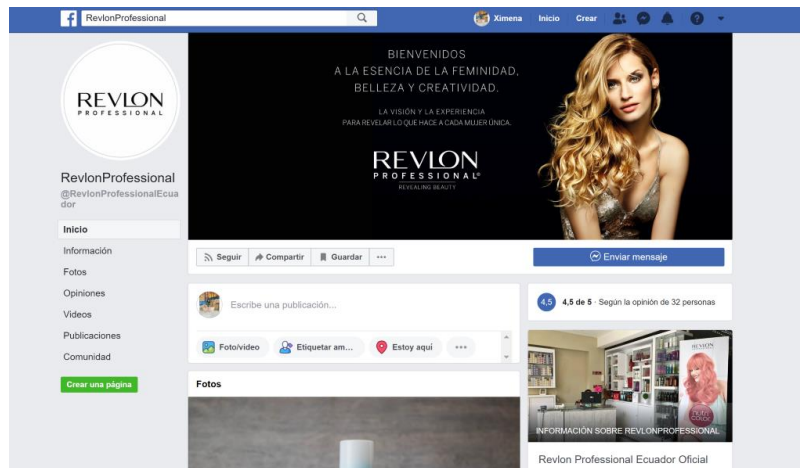 RevlonProfessional
Ximena
Inicio
Crear
REVLON
PROFESSIONAL
BIENVENIDOS
A LA ESENCIA DE LA FEMINIDAD,
BELLEZA Y CREATIVIDAD.
LA VISIÓN Y LA EXPERIENCIA
PARA REVELAR LO QUE HACE A CADA MUJER ÚNICA.
REVLON
PROFESSIONAL®
REVEALING BEAUTY
RevlonProfessional
@RevlonProfessionalEcua
dor
Inicio
Información
Fotos
Opiniones
Videos
Publicaciones
Comunidad
Crear una página
Seguir
Compartir
Guardar
Enviar mensaje
Escribe una publicación...
Foto/video
Etiquetar am...
Estoy aquí
Fotos
4,5
4,5 de 5 · Según la opinión de 32 personas
REVLON
nutri
COLOR
INFORMACIÓN SOBRE REVLONPROFESSIONAL
Revlon Professional Ecuador Oficial